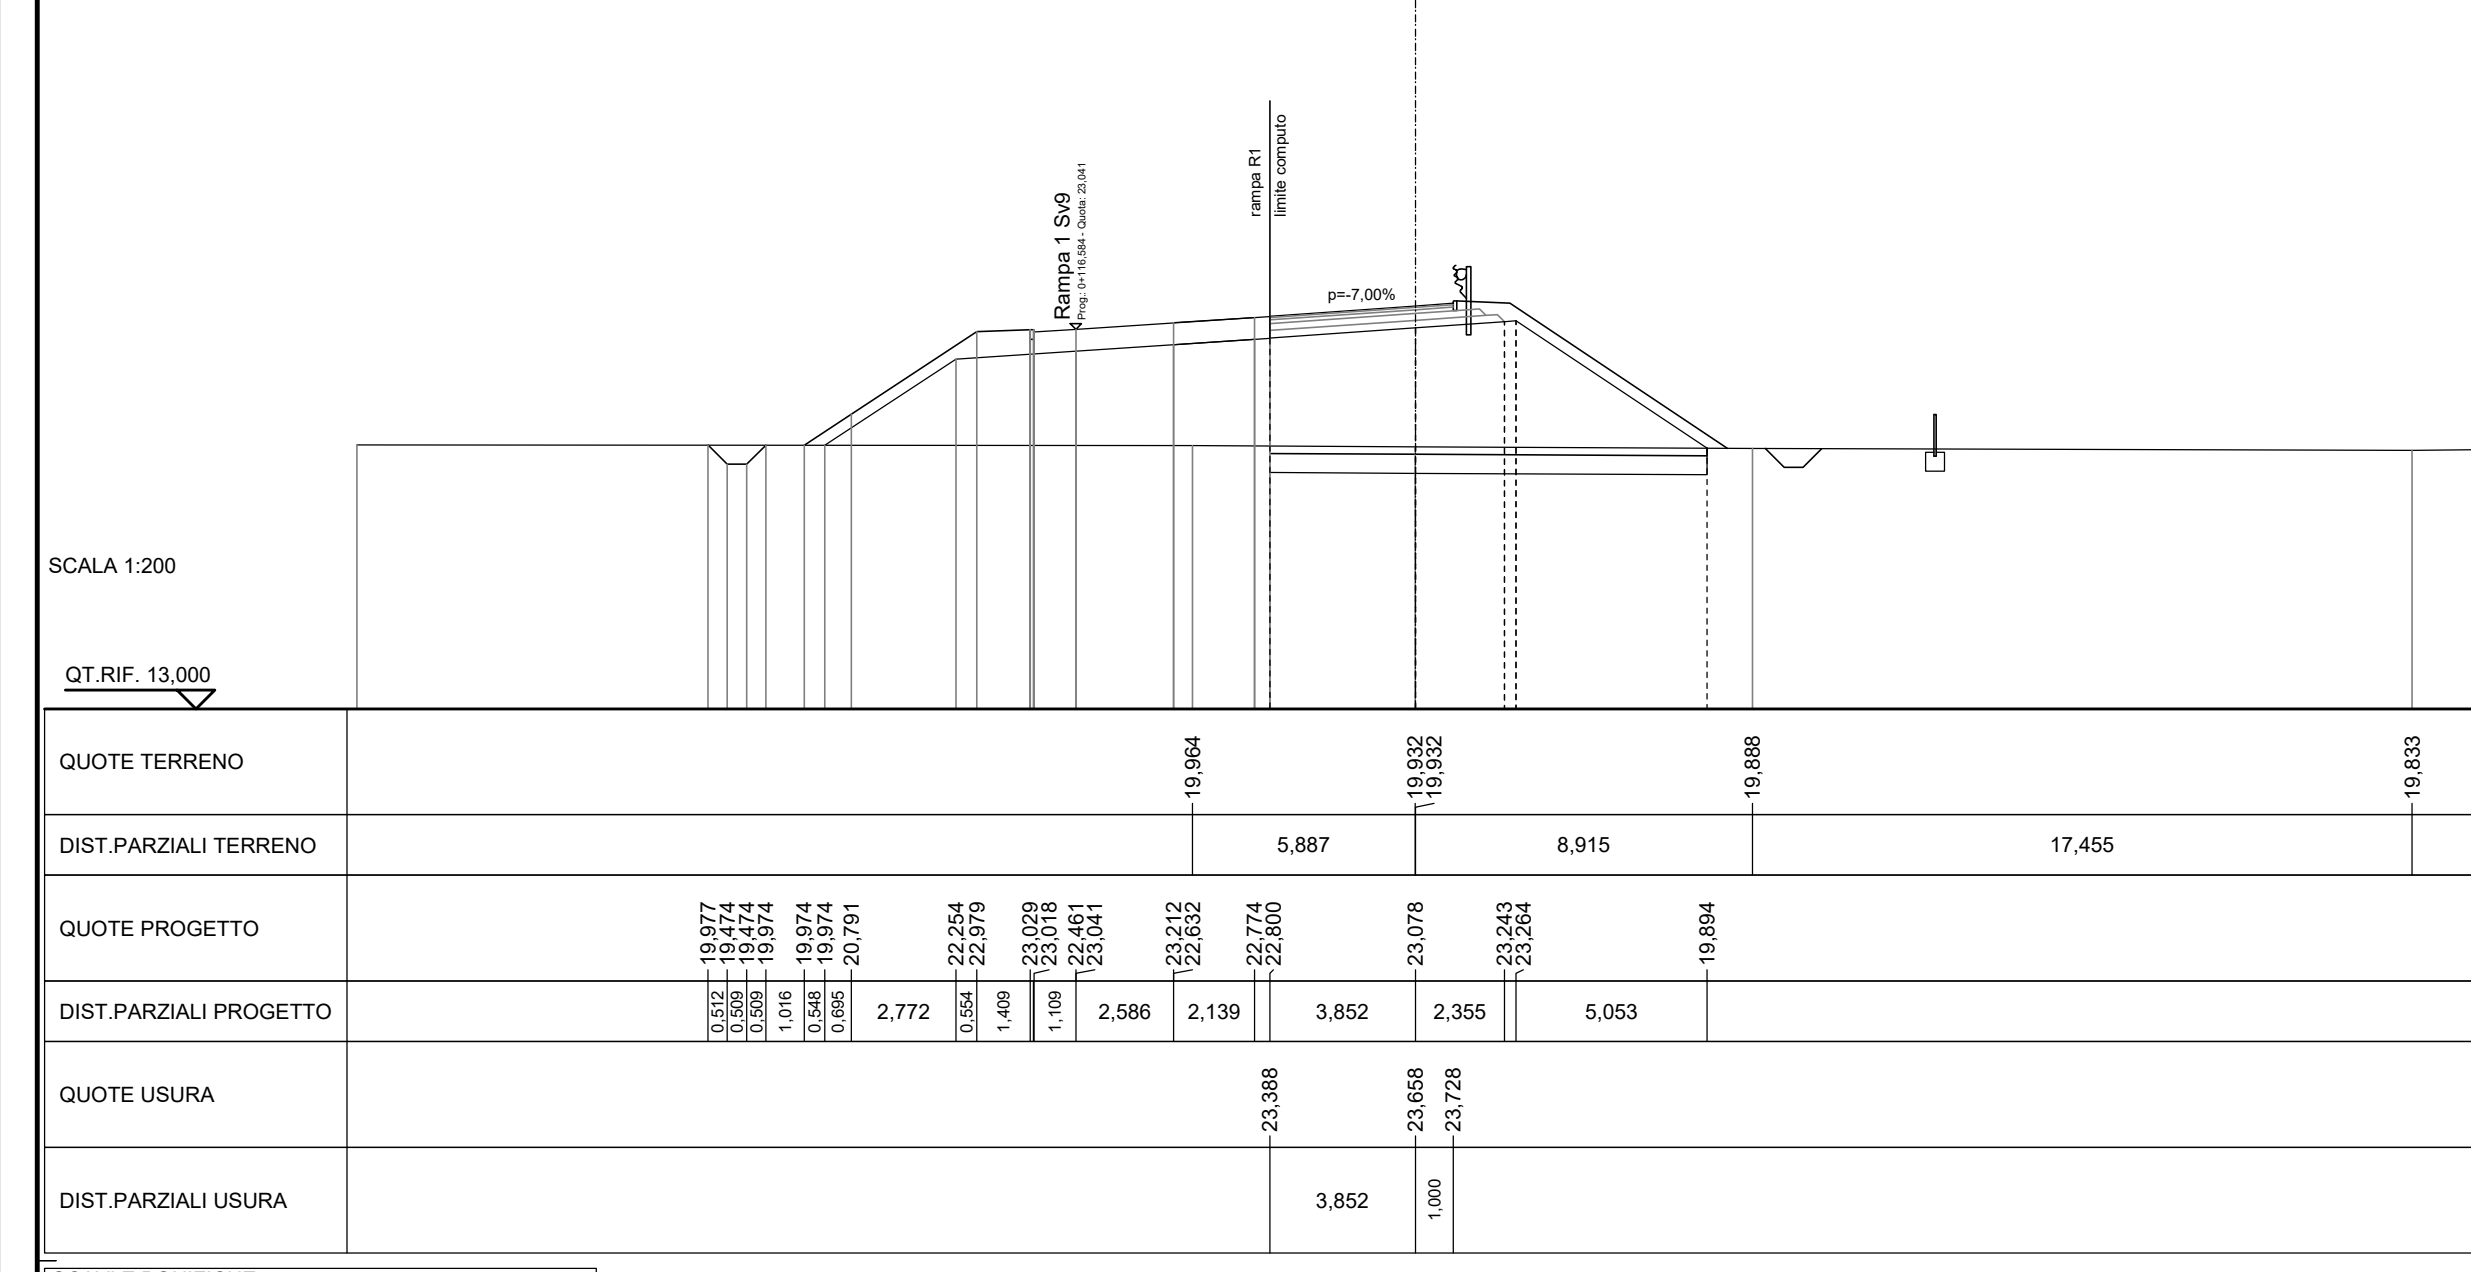 rampa R1
limite computo
Rampa 1 Sv9
Prog.: 0+116,584 - Quota: 23,041
p=-7,00%
SCALA 1:200
QT.RIF. 13,000
QUOTE TERRENO
19,964
19,932
19,932
19,888
19,833
DIST.PARZIALI TERRENO 5,887 8,915 17,455
QUOTE PROGETTO
19,977
19,474
19,474
19,974
19,974
19,974
20,791
22,254
22,979
23,029
23,018
22,461
23,041
23,212
22,632
22,774
22,800
23,078
23,243
23,264
19,894
DIST.PARZIALI PROGETTO 0,512 0,509 0,509 1,016 0,548 0,695 2,772 0,554 1,409 1,109 2,586 2,139 3,852 2,355 5,053
QUOTE USURA
23,388
23,658
23,728
DIST.PARZIALI USURA 3,852 1,000